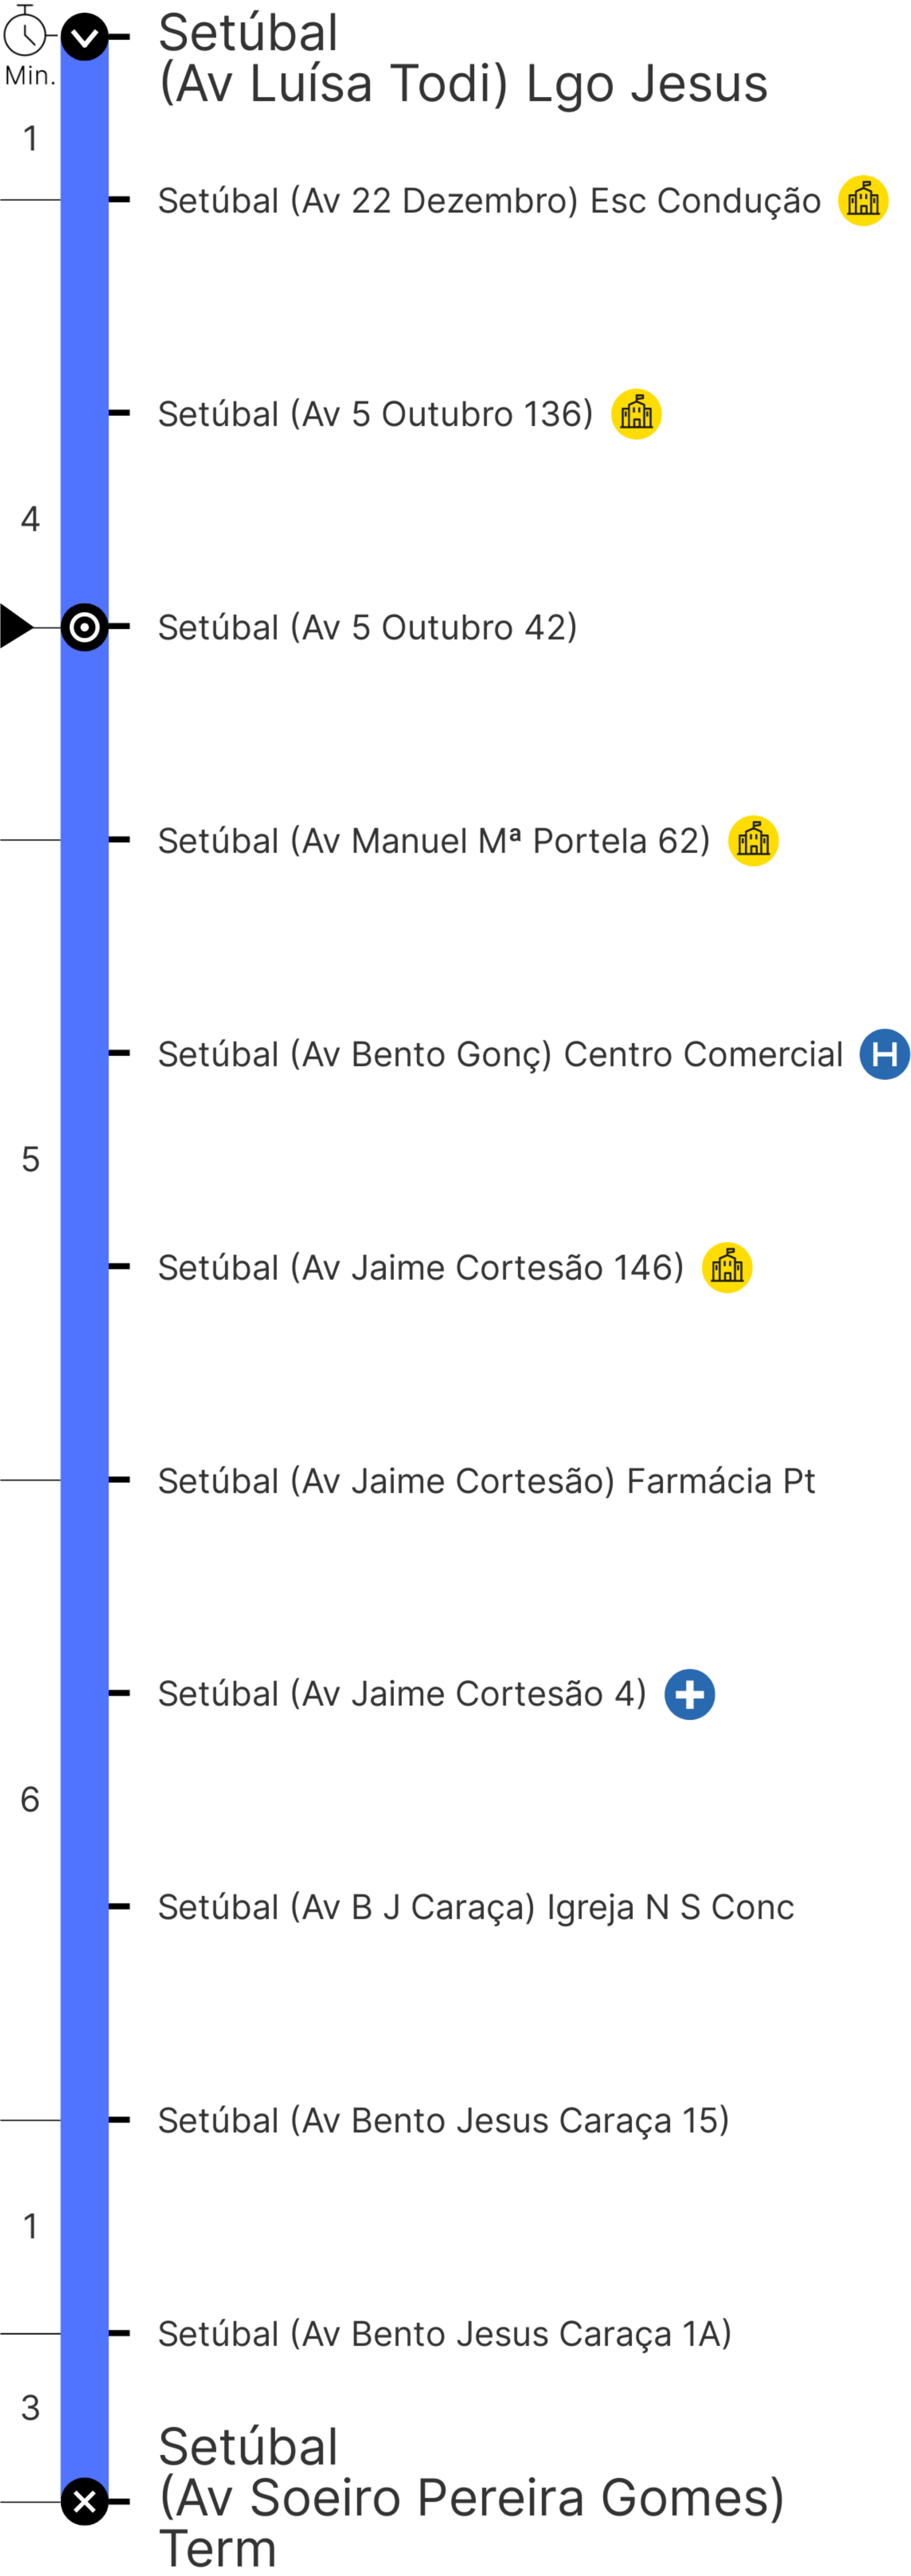 Setúbal
(Av Luísa Todi) Lgo Jesus
Min.
1
Setúbal (Av 22 Dezembro) Esc Condução
Setúbal (Av 5 Outubro 136)
4
Setúbal (Av 5 Outubro 42)
Setúbal (Av Manuel Mª Portela 62)
Setúbal (Av Bento Gonç) Centro Comercial H
5
Setúbal (Av Jaime Cortesão 146)
Setúbal (Av Jaime Cortesão) Farmácia Pt
Setúbal (Av Jaime Cortesão 4)
6
Setúbal (Av B J Caraça) Igreja N S Conc
Setúbal (Av Bento Jesus Caraça 15)
1
Setúbal (Av Bento Jesus Caraça 1A)
3
Setúbal
(Av Soeiro Pereira Gomes)
Term